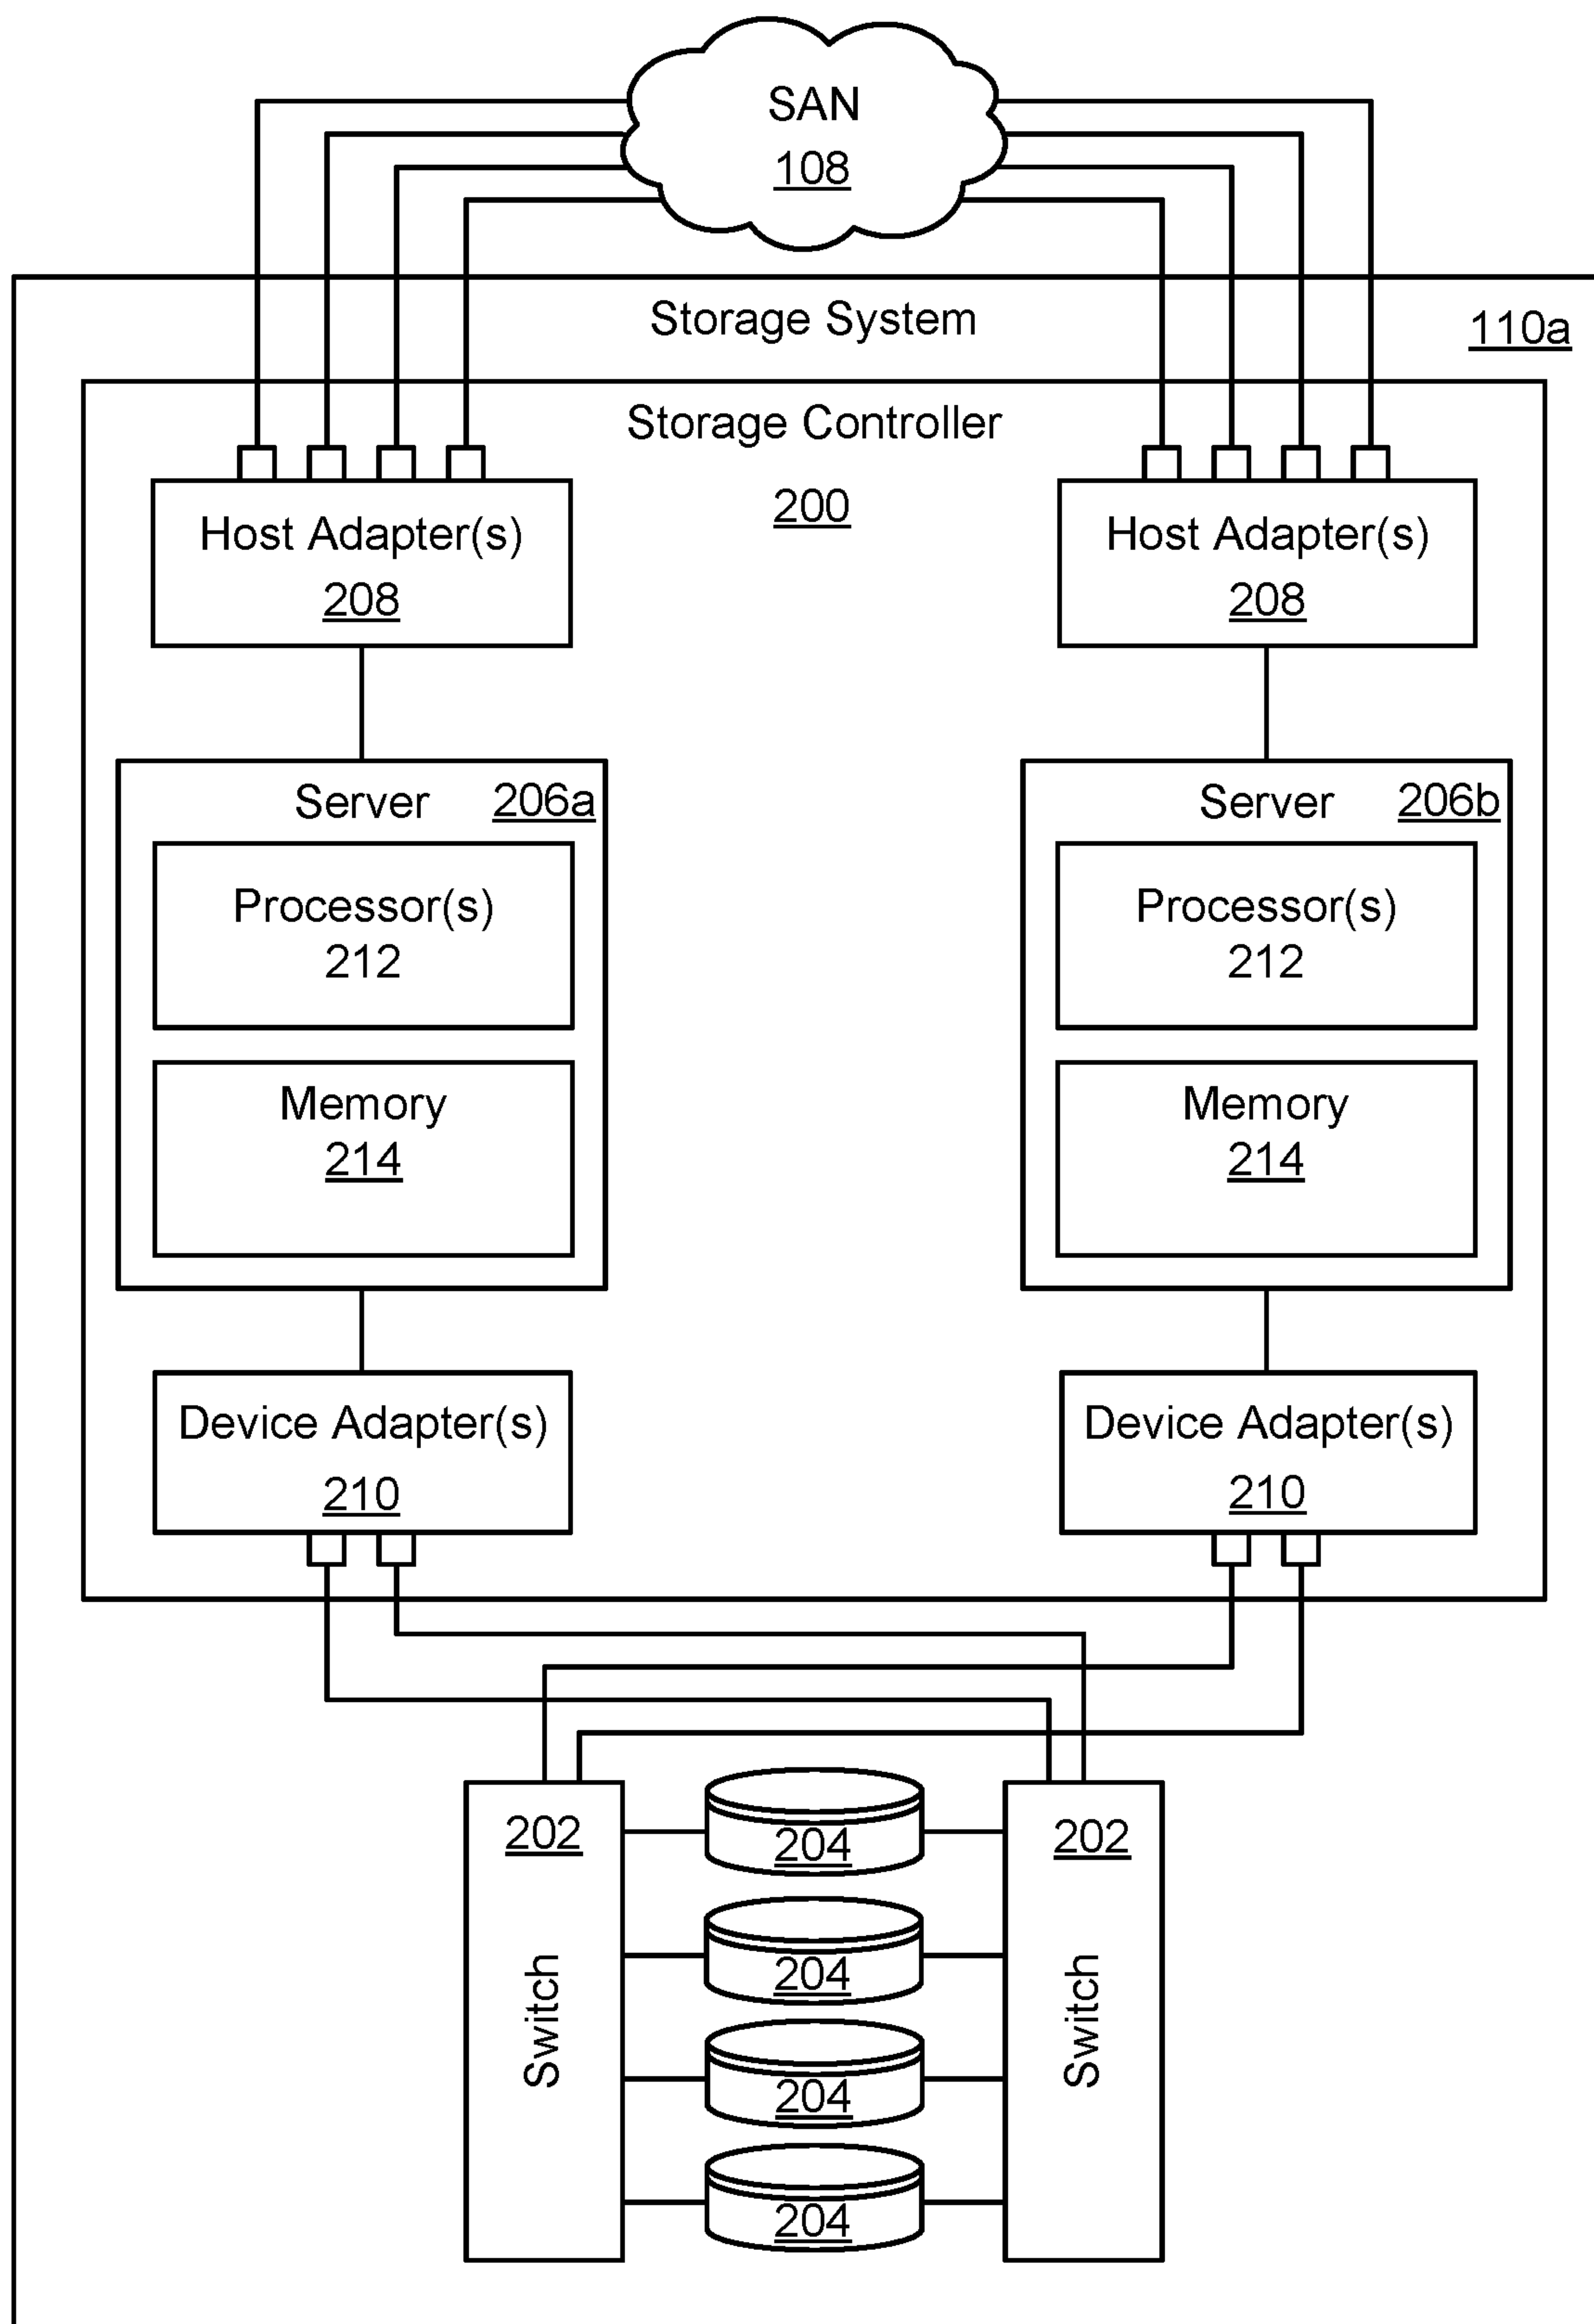 SAN
108
Storage System
110a
Storage Controller
200
Host Adapter(s)
208
Host Adapter(s)
208
Server 206a
Processor(s)
212
Memory
214
Server 206b
Processor(s)
212
Memory
214
Device Adapter(s)
210
Device Adapter(s)
210
202
Switch
204
204
204
204
202
Switch